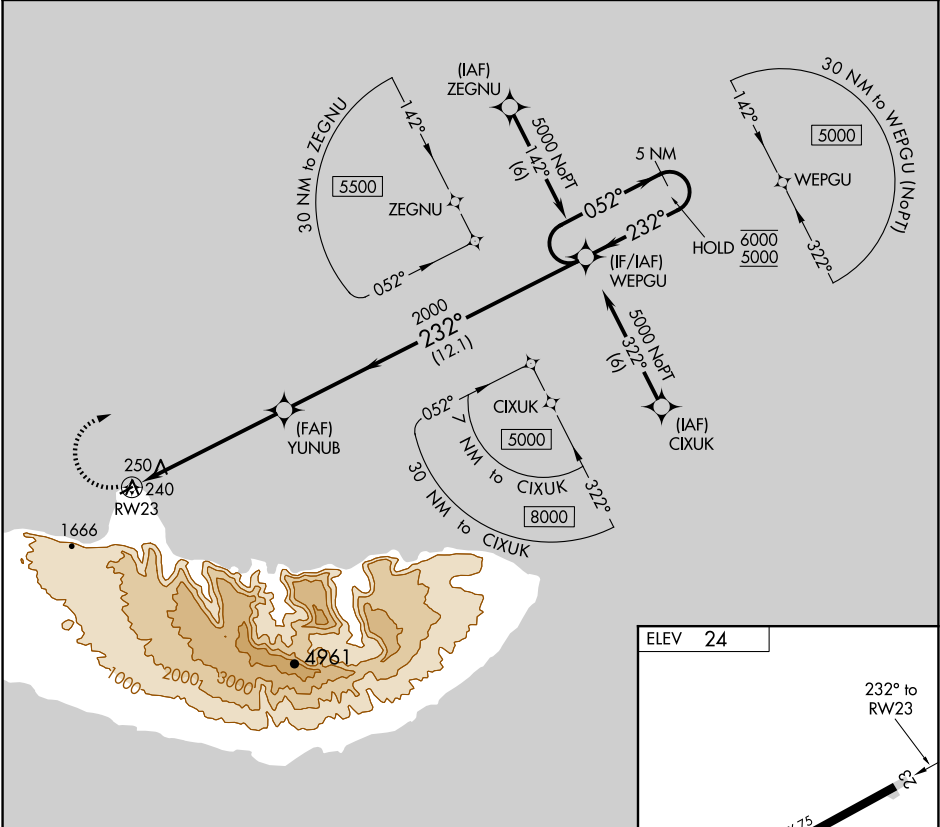 (IAF)
ZEGNU
5000 NoPT
142°
(6)
30 NM to ZEGNU
142°
5500
ZEGNU
052°
5 NM
052°
232°
HOLD
6000
5000
(IF/IAF)
WEPGU
30 NM to WEPGU (NoPT)
142°
5000
WEPGU
322°
2000
232°
(12.1)
5000 NoPT
322°
(6)
(IAF)
CIXUK
052°
CIXUK
5000
7 NM to CIXUK
322°
8000
30 NM to CIXUK
(FAF)
YUNUB
250
240
RW23
1666
4961
1000
2000
3000
ELEV 24
232° to
RW23
23